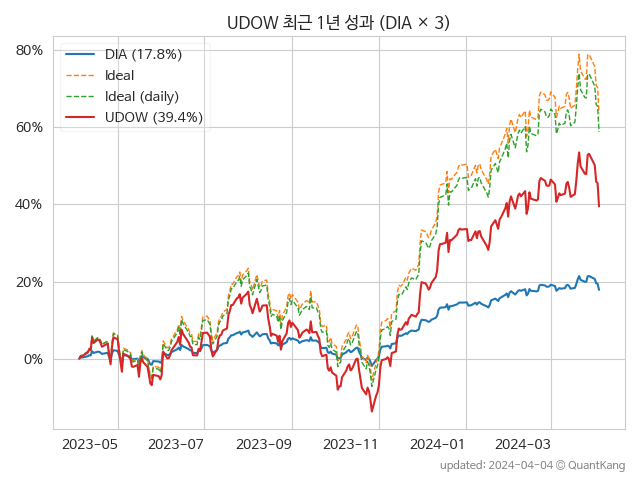 UDOW 최근 1년 성과 (DIA × 3)
80%
60%
40%
20%
0%
DIA (17.8%)
Ideal
Ideal (daily)
UDOW (39.4%)
2023-05 2023-07 2023-09 2023-11 2024-01 2024-03
updated: 2024-04-04 © QuantKang